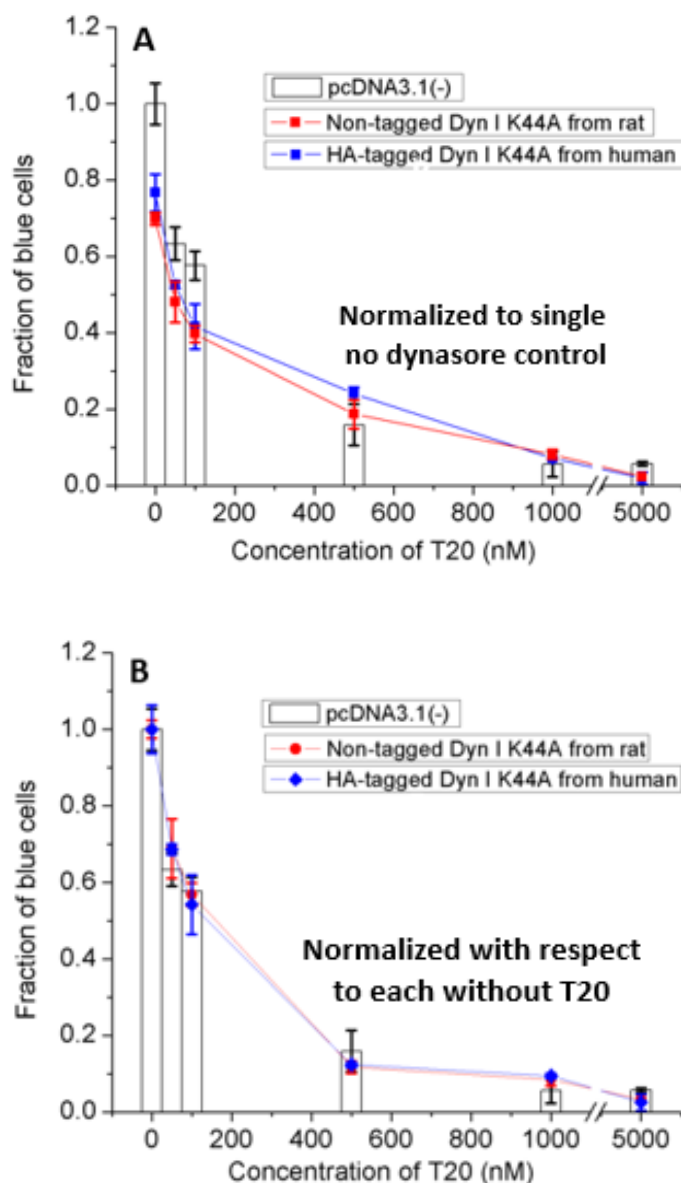 A
1.2
1.0
0.8
0.6
0.4
0.2
0.0
Fraction of blue cells
pcDNA3.1(-)
Non-tagged Dyn I K44A from rat
HA-tagged Dyn I K44A from human
Normalized to single
no dynasore control
0 200 400 600 800 1000 5000
Concentration of T20 (nM)
B
1.2
1.0
0.8
0.6
0.4
0.2
0.0
Fraction of blue cells
pcDNA3.1(-)
Non-tagged Dyn I K44A from rat
HA-tagged Dyn I K44A from human
Normalized with respect
to each without T20
0 200 400 600 800 1000 5000
Concentration of T20 (nM)